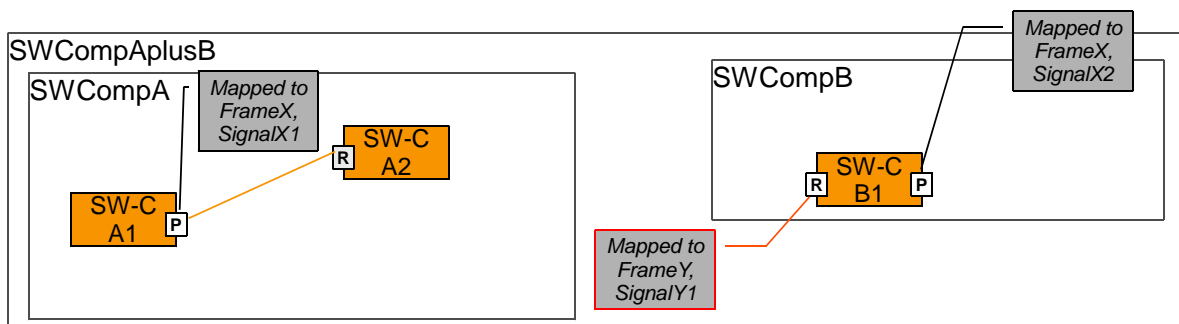 SWCompAplusB
SWCompA
Mapped to
FrameX,
SignalX1
SW-C
A1
P
R
SW-C
A2
SWCompB
Mapped to
FrameX,
SignalX2
R
SW-C
B1
P
Mapped to
FrameY,
SignalY1